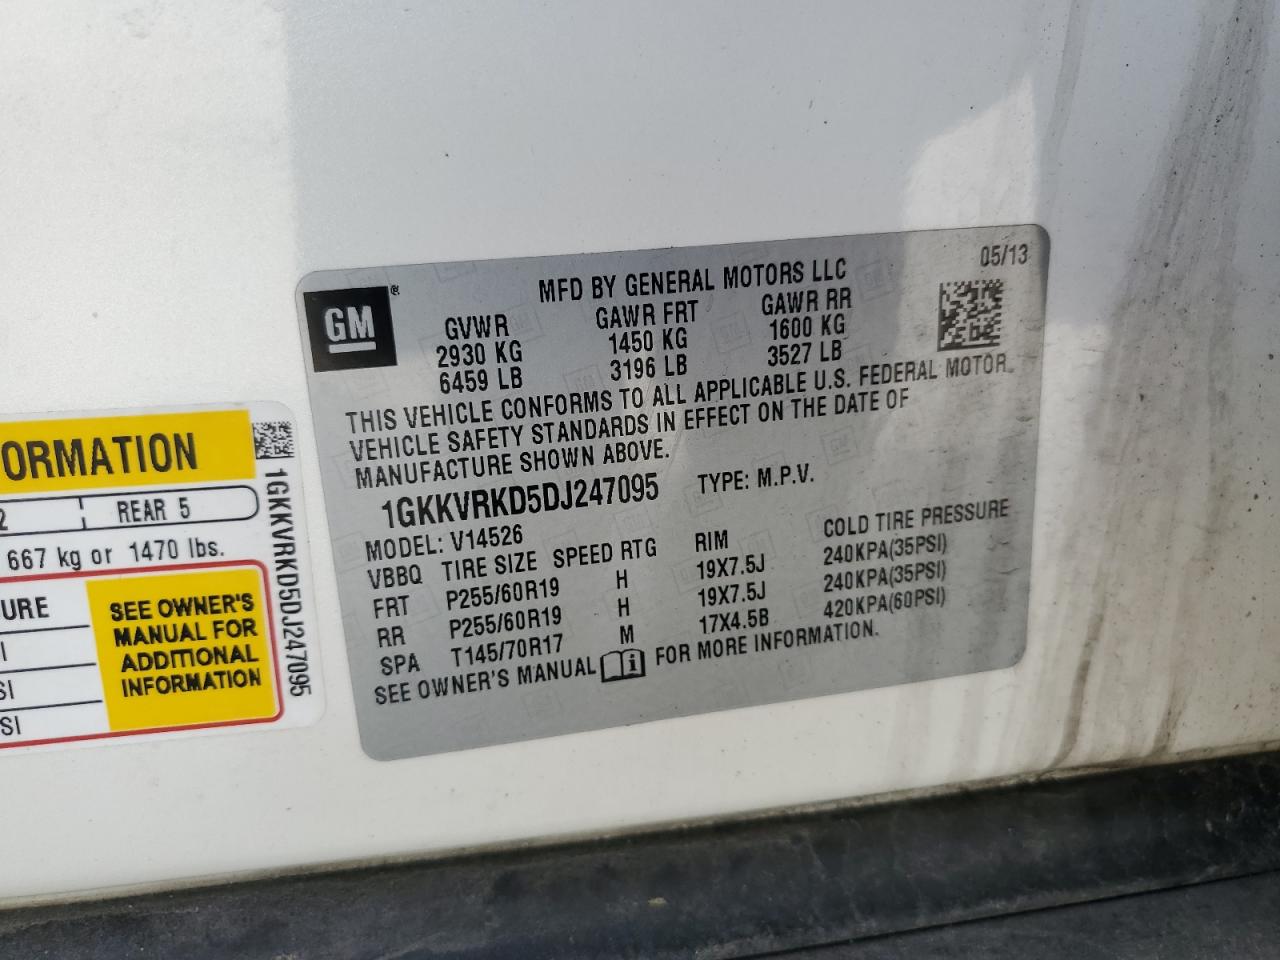 GM
MFD BY GENERAL MOTORS LLC
05/13
GVWR GAWR FRT GAWR RR
2930 KG 1450 KG 1600 KG
6459 LB 3196 LB 3527 LB
THIS VEHICLE CONFORMS TO ALL APPLICABLE U.S. FEDERAL MOTOR
VEHICLE SAFETY STANDARDS IN EFFECT ON THE DATE OF
MANUFACTURE SHOWN ABOVE.
1GKKVRKD5DJ247095 TYPE: M.P.V.
MODEL: V14526
VBBQ TIRE SIZE SPEED RTG RIM COLD TIRE PRESSURE
FRT P255/60R19 H 19X7.5J 240KPA(35PSI)
RR P255/60R19 H 19X7.5J 240KPA(35PSI)
SPA T145/70R17 M 17X4.5B 420KPA(60PSI)
SEE OWNER'S MANUAL FOR MORE INFORMATION.
ORMATION
2 REAR 5
667 kg or 1470 lbs.
URE
I
SI
SI
SEE OWNER'S
MANUAL FOR
ADDITIONAL
INFORMATION
1GKKVRKD5DJ247095